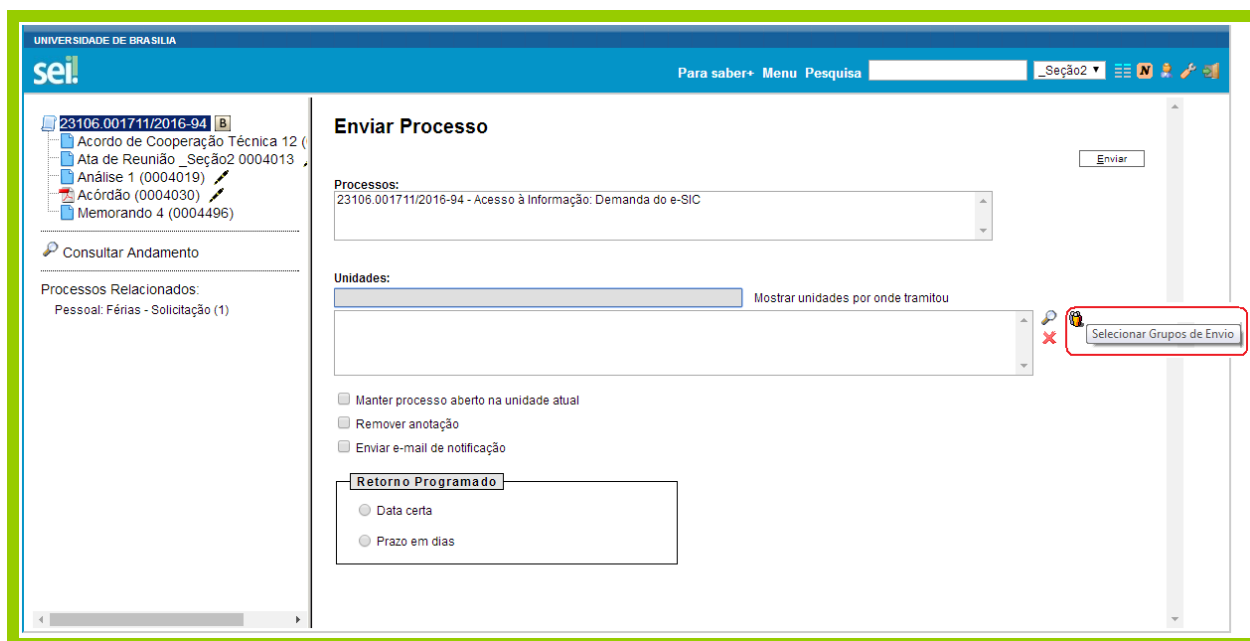 UNIVERSIDADE DE BRASILIA
sei!
Para saber+ Menu Pesquisa
_Seção2
N
23106.001711/2016-94 B
Acordo de Cooperação Técnica 12 (
Ata de Reunião _Seção2 0004013
Análise 1 (0004019)
Acórdão (0004030)
Memorando 4 (0004496)
Consultar Andamento
Processos Relacionados:
Pessoal: Férias - Solicitação (1)
Enviar Processo
Enviar
Processos:
23106.001711/2016-94 - Acesso à Informação: Demanda do e-SIC
Unidades:
Mostrar unidades por onde tramitou
Selecionar Grupos de Envio
Manter processo aberto na unidade atual
Remover anotação
Enviar e-mail de notificação
Retorno Programado
Data certa
Prazo em dias